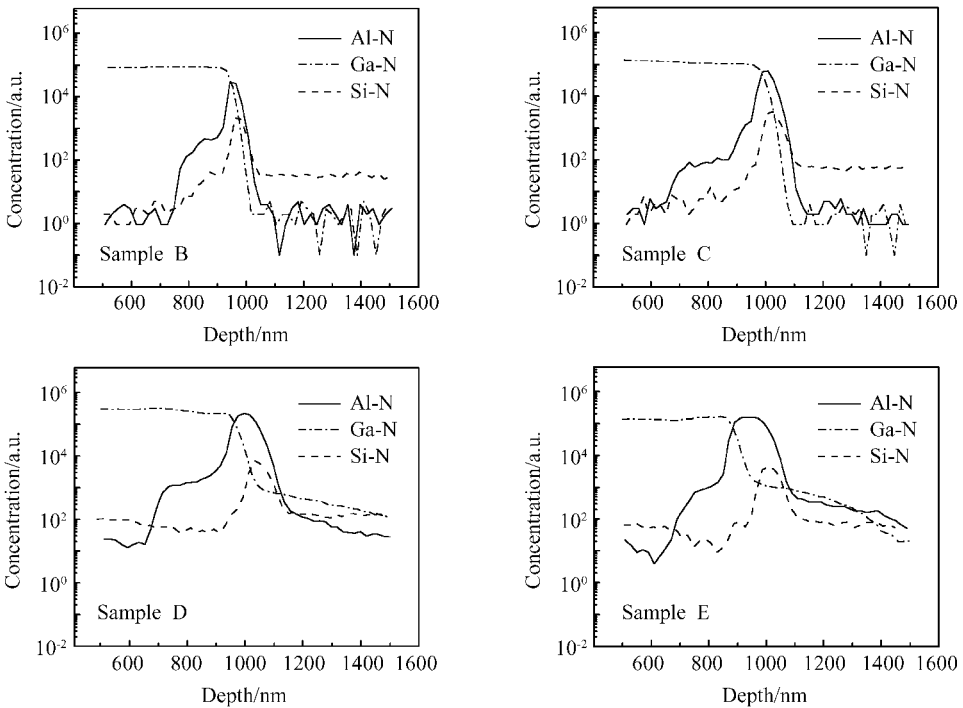 10^6
10^4
10^2
10^0
10^-2
Concentration/a.u.
Al-N
Ga-N
Si-N
Sample B
600 800 1000 1200 1400 1600
Depth/nm
10^6
10^4
10^2
10^0
10^-2
Concentration/a.u.
Al-N
Ga-N
Si-N
Sample C
600 800 1000 1200 1400 1600
Depth/nm
10^6
10^4
10^2
10^0
10^-2
Concentration/a.u.
Al-N
Ga-N
Si-N
Sample D
600 800 1000 1200 1400 1600
Depth/nm
10^6
10^4
10^2
10^0
10^-2
Concentration/a.u.
Al-N
Ga-N
Si-N
Sample E
600 800 1000 1200 1400 1600
Depth/nm